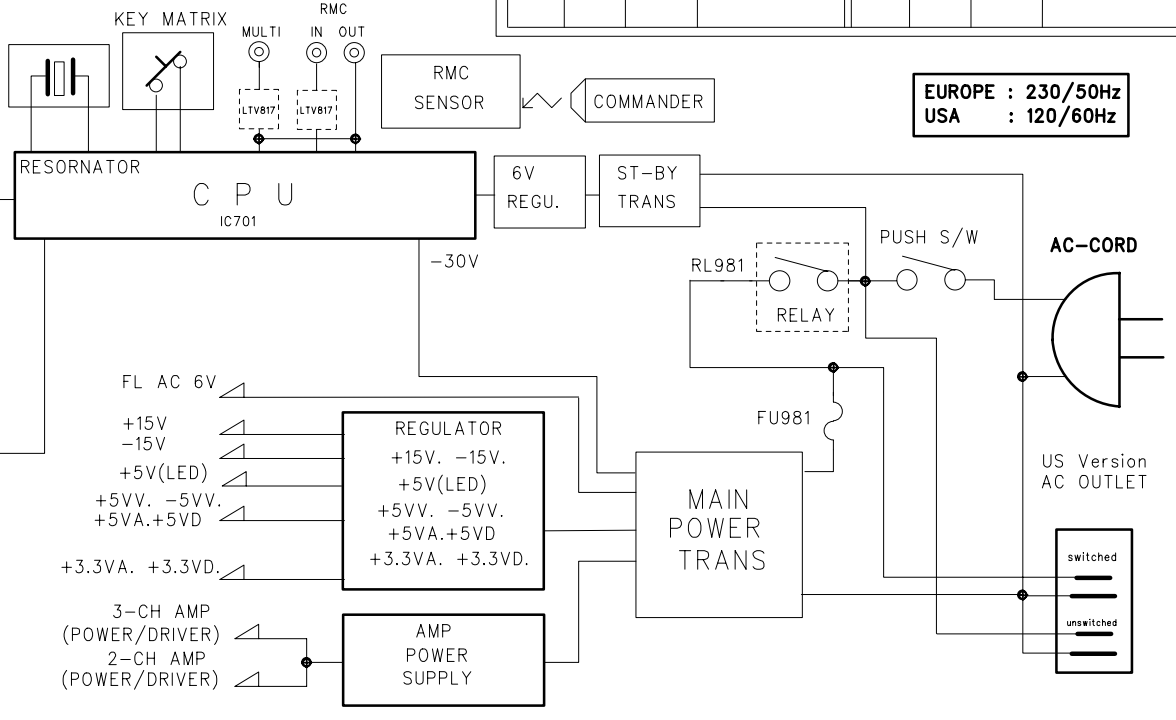 KEY MATRIX
RMC
MULTI IN OUT
LTV817
LTV817
RMC
SENSOR
COMMANDER
EUROPE : 230/50Hz
USA : 120/60Hz
RESORNATOR
C P U
IC701
6V
REGU.
ST-BY
TRANS
-30V
RL981
RELAY
PUSH S/W
AC-CORD
FL AC 6V
+15V
-15V
+5V(LED)
+5VV. -5VV.
+5VA.+5VD
+3.3VA. +3.3VD.
REGULATOR
+15V. -15V.
+5V(LED)
+5VV. -5VV.
+5VA.+5VD
+3.3VA. +3.3VD.
FU981
MAIN
POWER
TRANS
US Version
AC OUTLET
switched
unswitched
3-CH AMP
(POWER/DRIVER)
2-CH AMP
(POWER/DRIVER)
AMP
POWER
SUPPLY